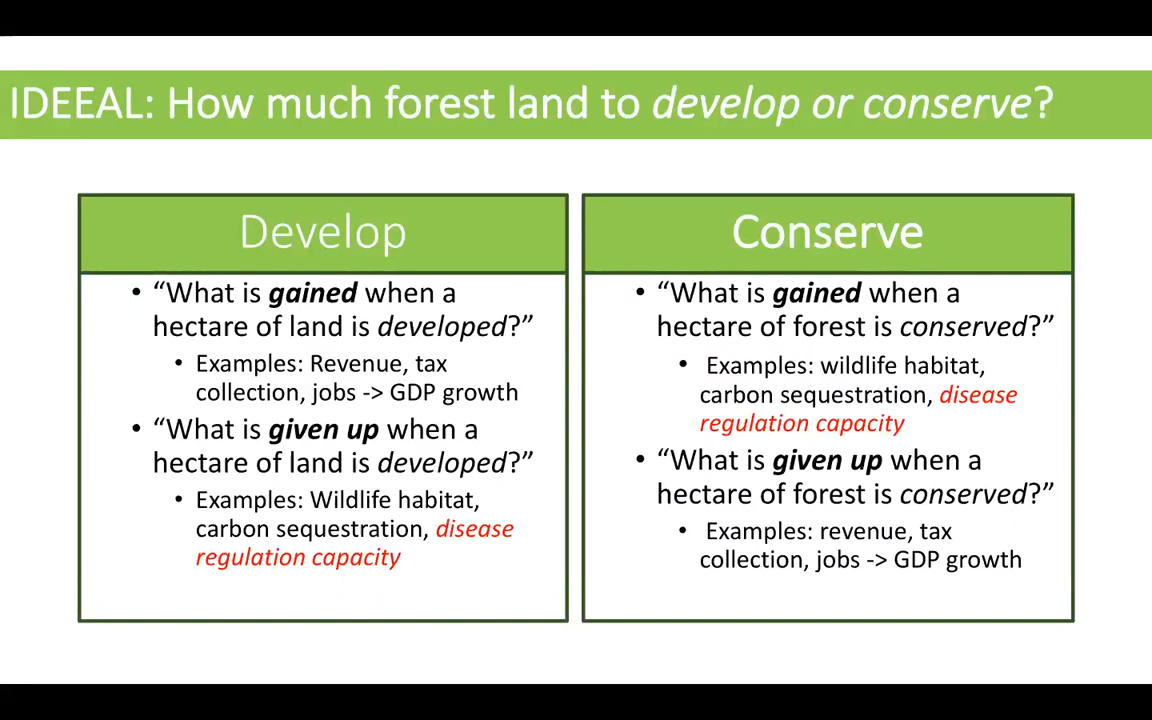 IDEEAL: How much forest land to develop or conserve?
Develop
• “What is gained when a
hectare of land is developed?”
• Examples: Revenue, tax
collection, jobs -> GDP growth
• “What is given up when a
hectare of land is developed?”
• Examples: Wildlife habitat,
carbon sequestration, disease
regulation capacity
Conserve
• “What is gained when a
hectare of forest is conserved?”
• Examples: wildlife habitat,
carbon sequestration, disease
regulation capacity
• “What is given up when a
hectare of forest is conserved?”
• Examples: revenue, tax
collection, jobs -> GDP growth